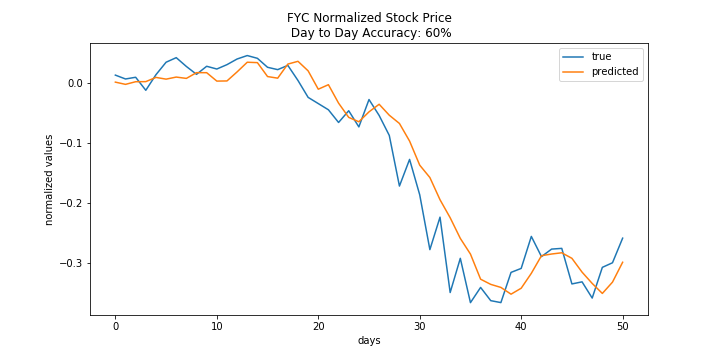 FYC Normalized Stock Price
Day to Day Accuracy: 60%
true
predicted
normalized values
0.0
−0.1
−0.2
−0.3
0 10 20 30 40 50
days